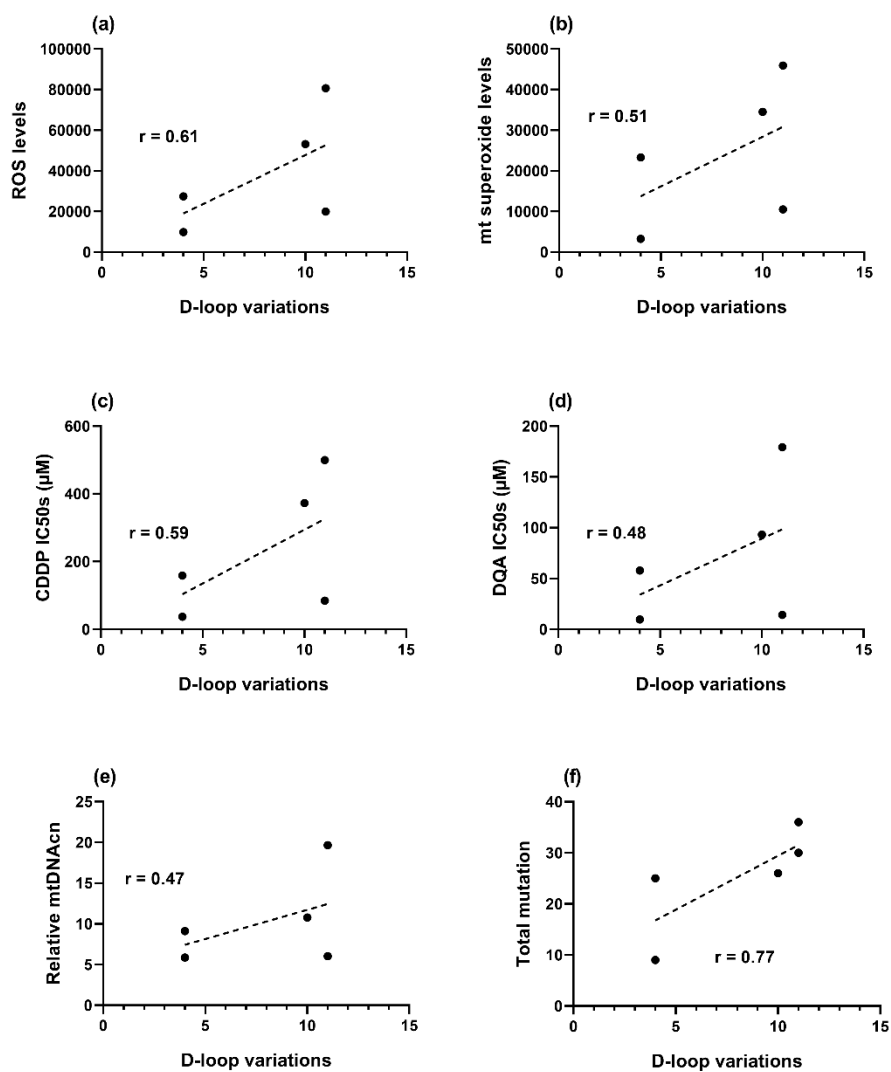 (a)
100000
80000
60000
40000
20000
0
ROS levels
r = 0.61
0 5 10 15
D-loop variations
(b)
50000
40000
30000
20000
10000
0
mt superoxide levels
r = 0.51
0 5 10 15
D-loop variations
(c)
600
400
200
0
CDDP IC50s (µM)
r = 0.59
0 5 10 15
D-loop variations
(d)
200
150
100
50
0
DQA IC50s (µM)
r = 0.48
0 5 10 15
D-loop variations
(e)
25
20
15
10
5
0
Relative mtDNAcn
r = 0.47
0 5 10 15
D-loop variations
(f)
40
30
20
10
0
Total mutation
r = 0.77
0 5 10 15
D-loop variations